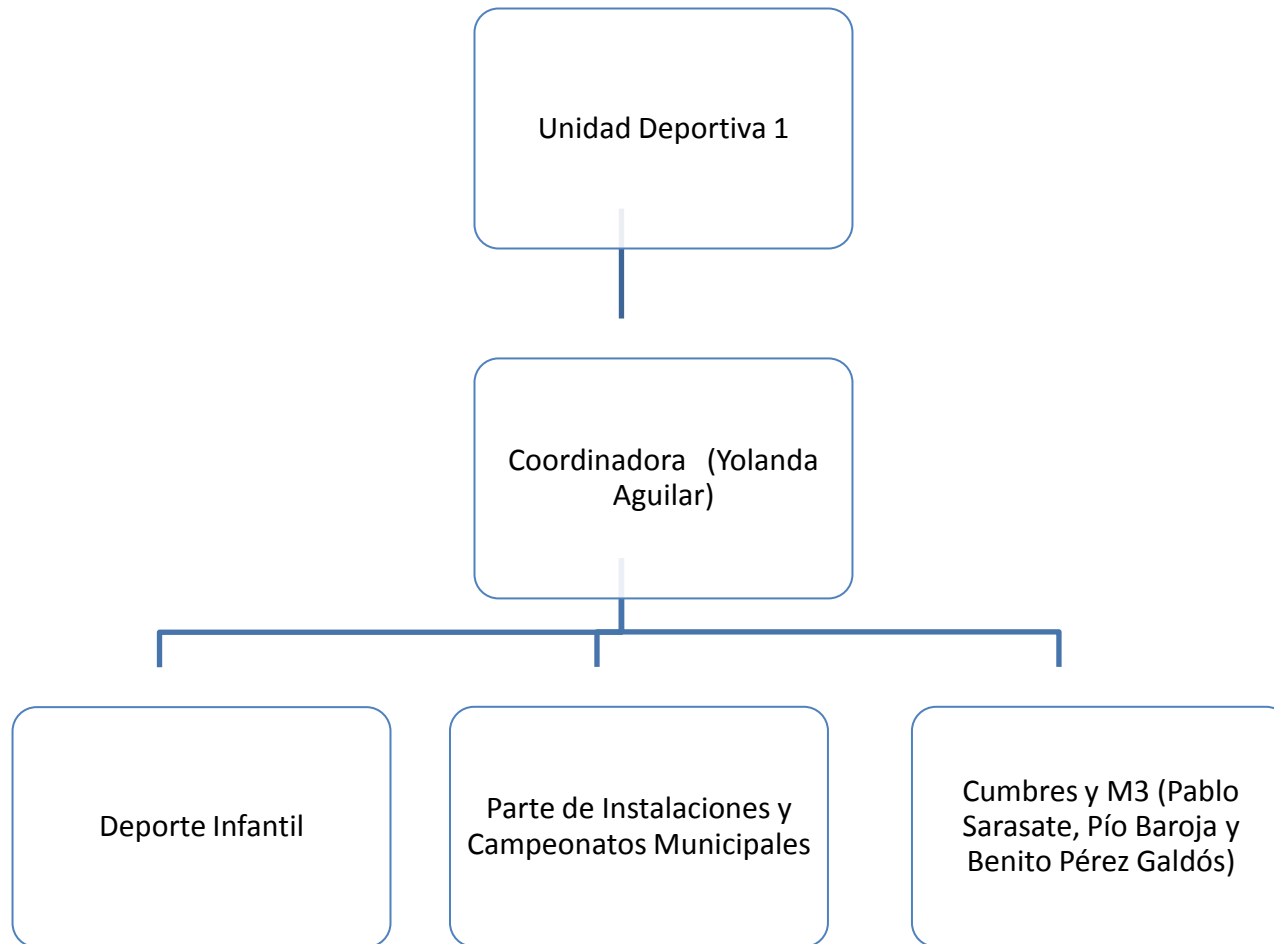 Unidad Deportiva 1
Coordinadora (Yolanda
Aguilar)
Deporte Infantil
Parte de Instalaciones y
Campeonatos Municipales
Cumbres y M3 (Pablo
Sarasate, Pío Baroja y
Benito Pérez Galdós)